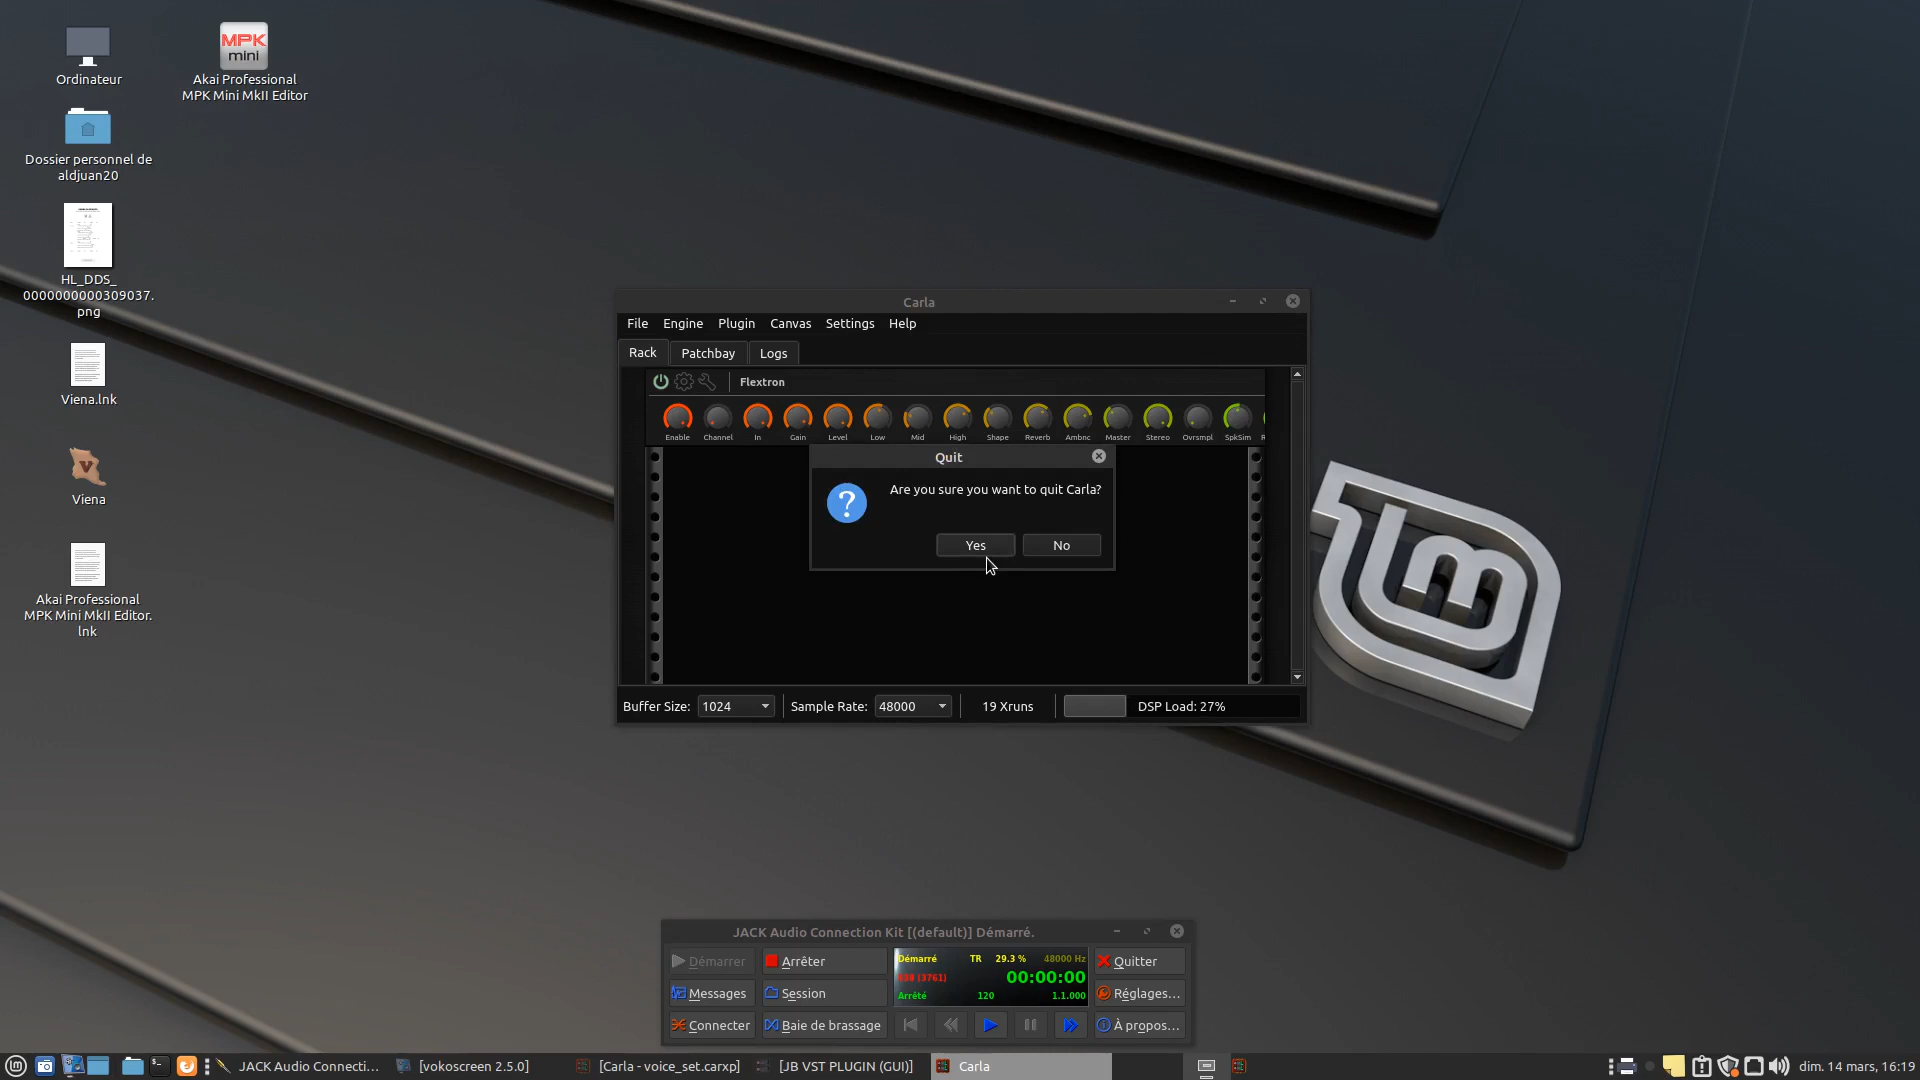 Ordinateur
MPK
mini
Akai Professional
MPK Mini MkII Editor
Dossier personnel de
aldjuan20
HL_DDS_
0000000000309037.
png
Viena.lnk
Viena
Akai Professional
MPK Mini MkII Editor.
lnk
Carla
File Engine Plugin Canvas Settings Help
Rack Patchbay Logs
Flextron
Enable Channel In Gain Level Low Mid High Shape Reverb Ambnc Master Stereo Ovrsmpl SpkSim
Quit
Are you sure you want to quit Carla?
Yes No
Buffer Size: 1024 Sample Rate: 48000 19 Xruns DSP Load: 27%
JACK Audio Connection Kit [(default)] Démarré.
Démarrer Arrêter Démarré TR 29.3 % 48000 Hz Quitter
(3761) 00:00:00
Messages Session Arrêté 120 1.1.000 Réglages...
Connecter Baie de brassage À propos...
JACK Audio Connecti... [vokoscreen 2.5.0] [Carla - voice_set.carxp] [JB VST PLUGIN (GUI)] Carla dim. 14 mars, 16:19